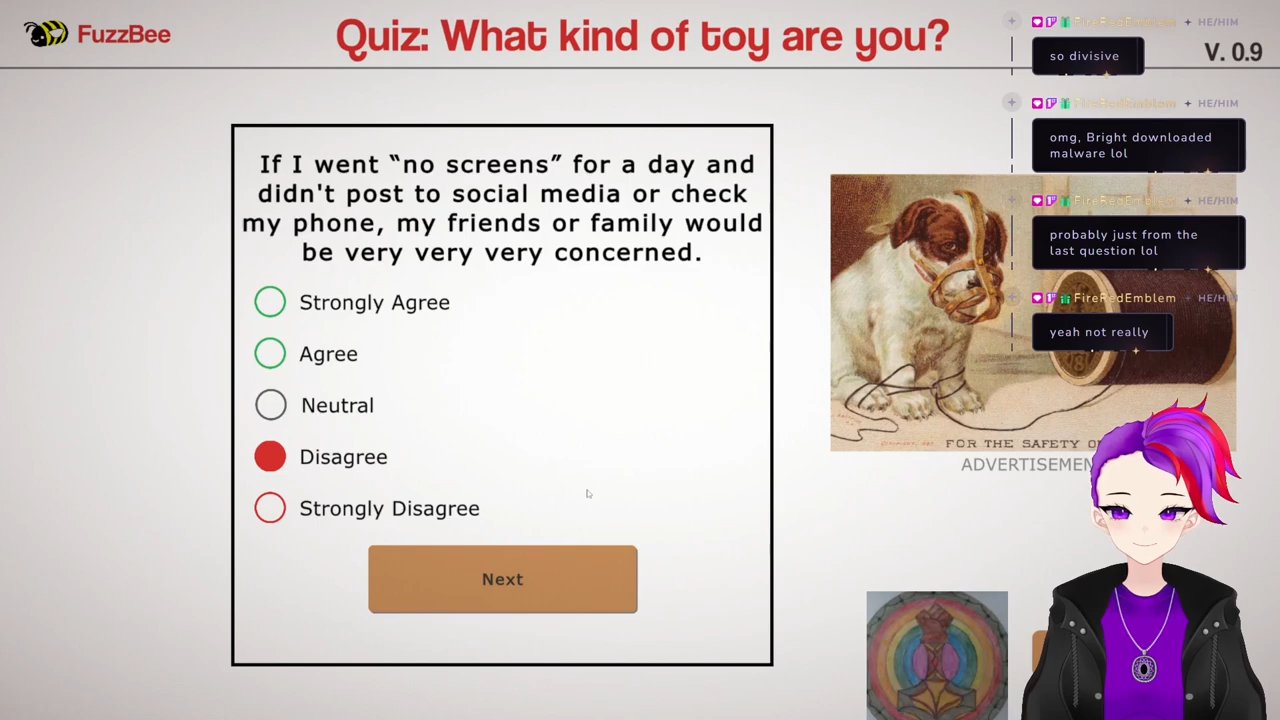 FuzzBee
Quiz: What kind of toy are you?
V. 0.9
If I went “no screens” for a day and
didn't post to social media or check
my phone, my friends or family would
be very very very concerned.
Strongly Agree
Agree
Neutral
Disagree
Strongly Disagree
Next
FOR THE SAFETY
ADVERTISEMEN
FireRedEmblem HE/HIM
so divisive
FireRedEmblem HE/HIM
omg, Bright downloaded
malware lol
FireRedEmblem HE/HIM
probably just from the
last question lol
FireRedEmblem HE/HIM
yeah not really